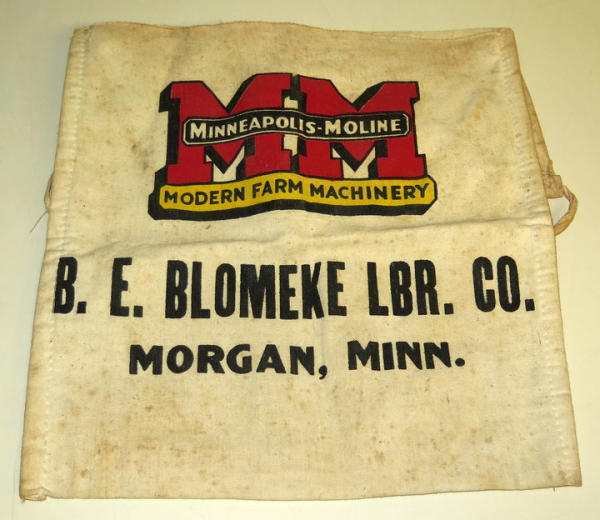 MM
MINNEAPOLIS-MOLINE
MODERN FARM MACHINERY
B. E. BLOMEKE LBR. CO.
MORGAN, MINN.